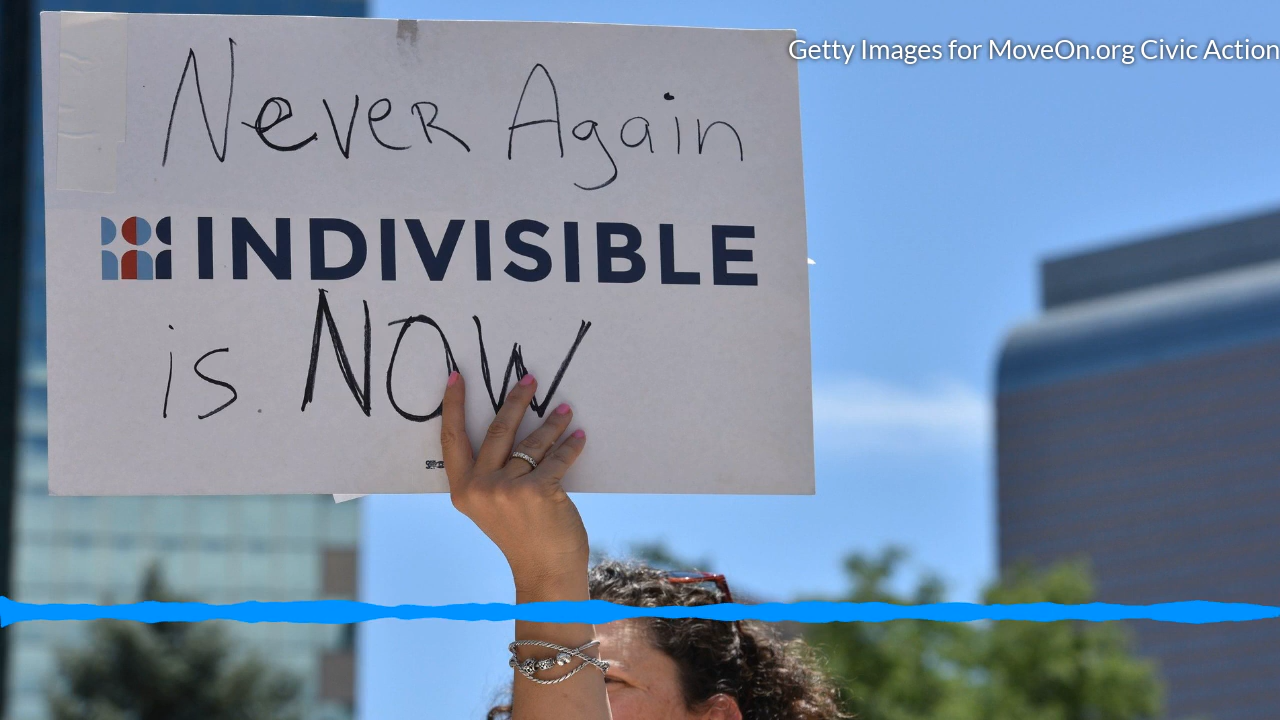 Getty Images for MoveOn.org Civic Action
Never Again
INDIVISIBLE
is NOW